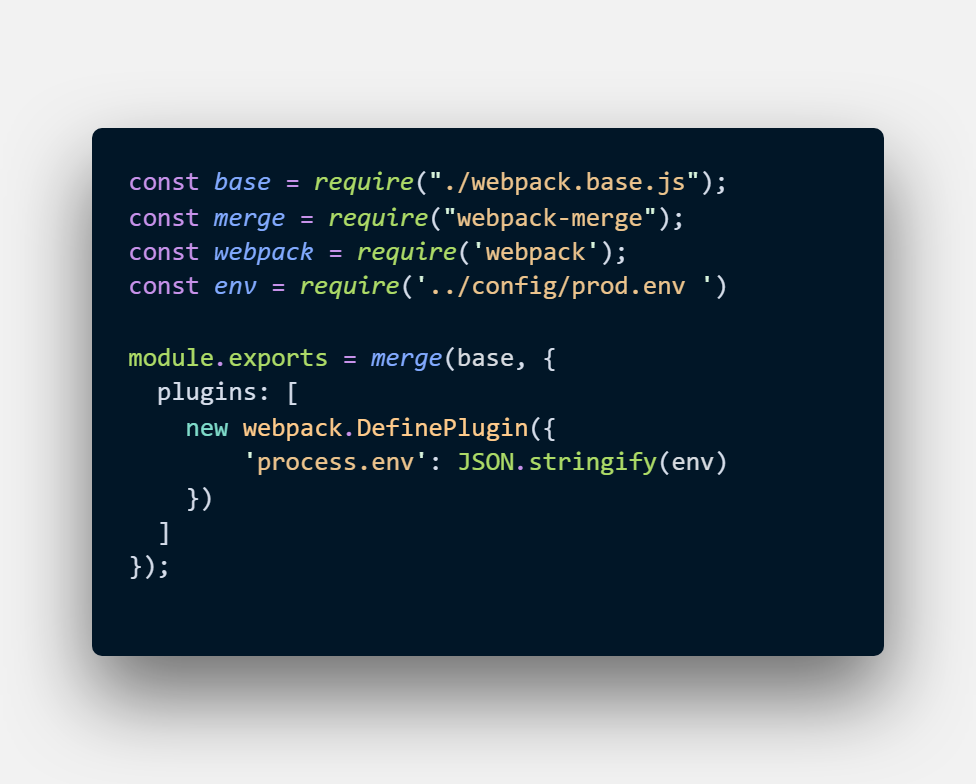 const base = require("./webpack.base.js");
const merge = require("webpack-merge");
const webpack = require('webpack');
const env = require('../config/prod.env ')

module.exports = merge(base, {
  plugins: [
    new webpack.DefinePlugin({
        'process.env': JSON.stringify(env)
    })
  ]
});